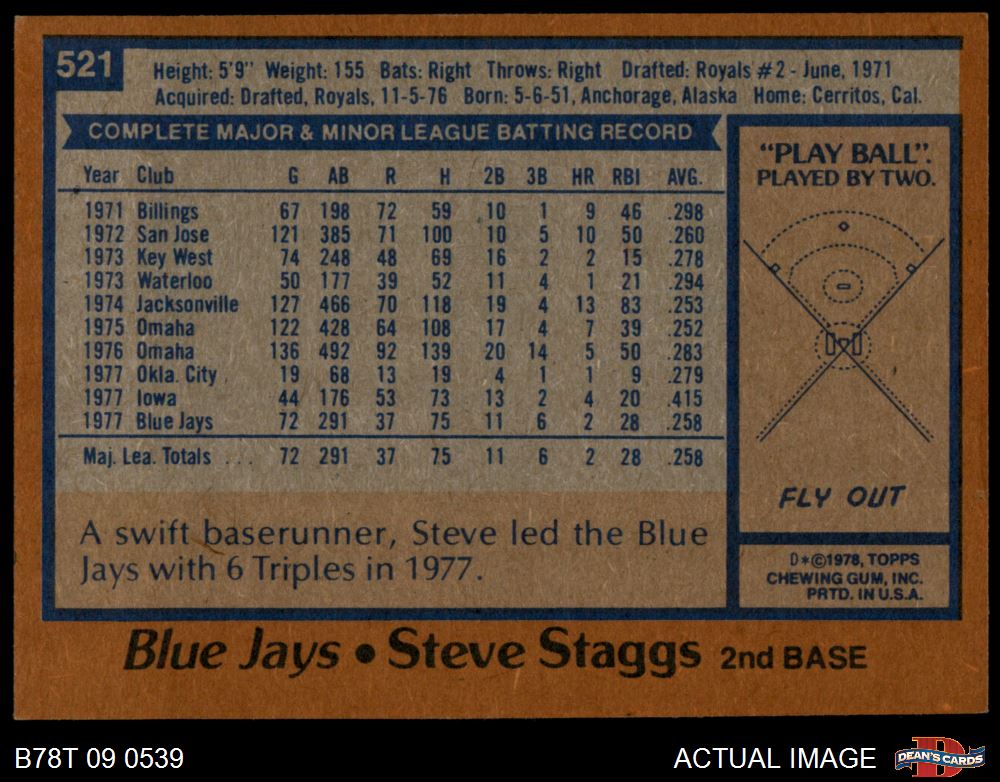 521
Height: 5'9" Weight: 155 Bats: Right Throws: Right Drafted: Royals #2 - June, 1971
Acquired: Drafted, Royals, 11-5-76 Born: 5-6-51, Anchorage, Alaska Home: Cerritos, Cal.
COMPLETE MAJOR & MINOR LEAGUE BATTING RECORD
Year Club G AB R H 2B 3B HR RBI AVG.
1971 Billings 67 198 72 59 10 1 9 46 .298
1972 San Jose 121 385 71 100 10 5 10 50 .260
1973 Key West 74 248 48 69 16 2 2 15 .278
1973 Waterloo 50 177 39 52 11 4 1 21 .294
1974 Jacksonville 127 466 70 118 19 4 13 83 .253
1975 Omaha 122 428 64 108 17 4 7 39 .252
1976 Omaha 136 492 92 139 20 14 5 50 .283
1977 Okla. City 19 68 13 19 4 1 1 9 .279
1977 Iowa 44 176 53 73 13 2 4 20 .415
1977 Blue Jays 72 291 37 75 11 6 2 28 .258
Maj. Lea. Totals ... 72 291 37 75 11 6 2 28 .258
A swift baserunner, Steve led the Blue
Jays with 6 Triples in 1977.
"PLAY BALL".
PLAYED BY TWO.
FLY OUT
D*©1978, TOPPS
CHEWING GUM, INC.
PRTD. IN U.S.A.
Blue Jays • Steve Staggs 2nd BASE
B78T 09 0539
ACTUAL IMAGE
DEAN'S CARDS